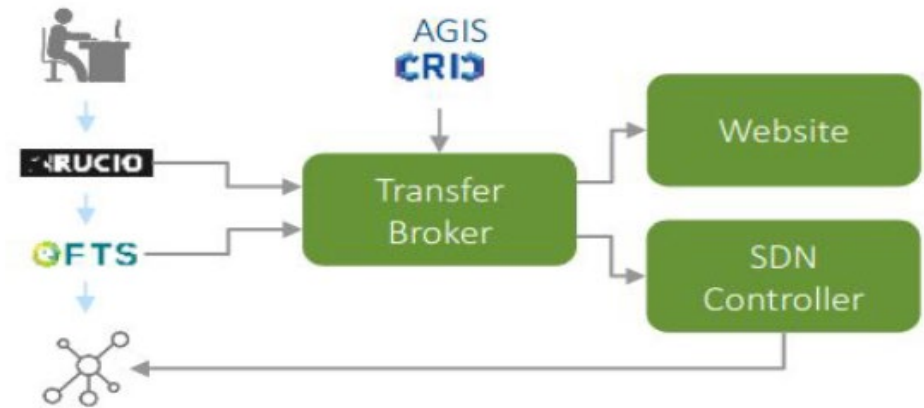 AGIS
CRIC
RUCIO
FTS
Transfer
Broker
Website
SDN
Controller